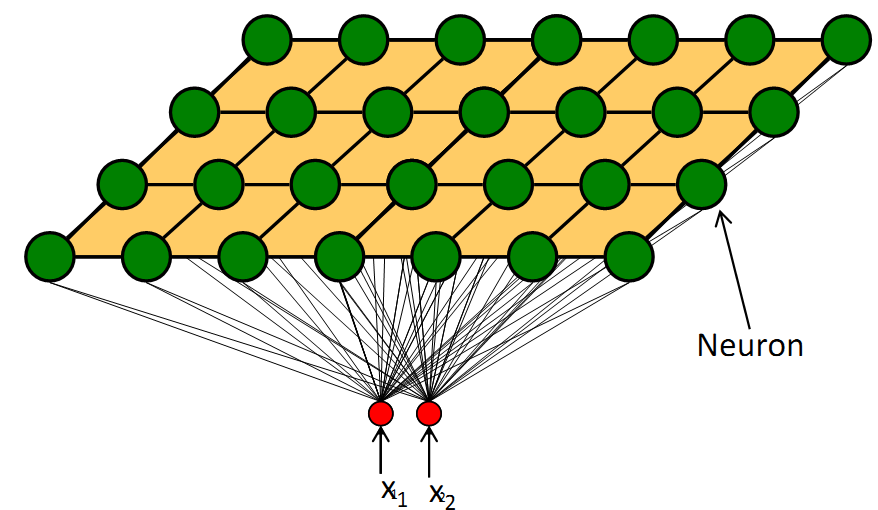 Neuron
x₁ x₂